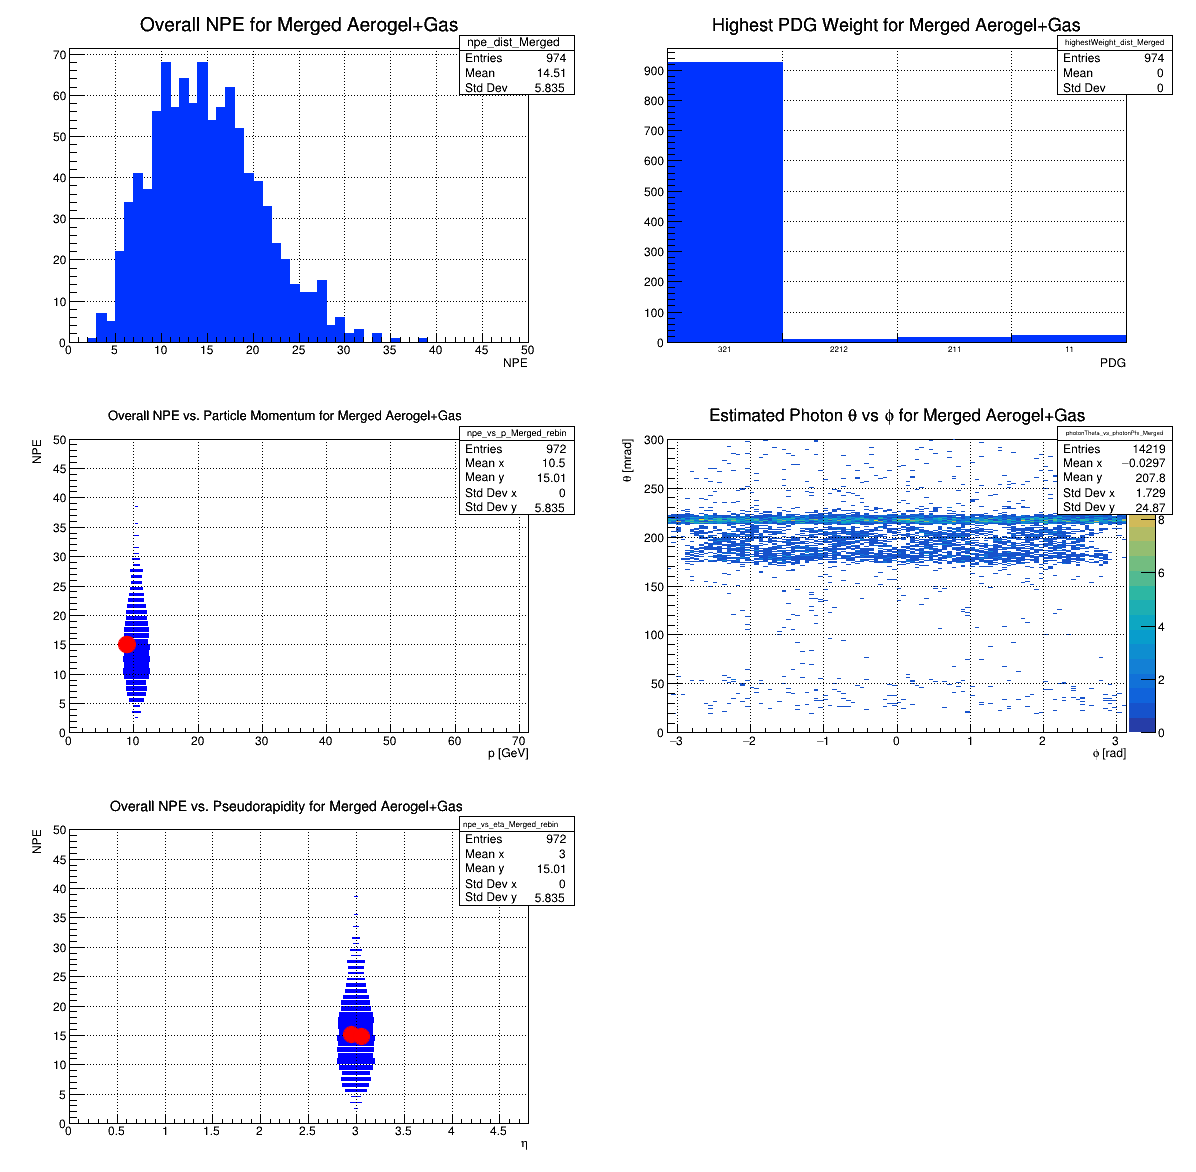 Overall NPE for Merged Aerogel+Gas
npe_dist_Merged
Entries 974
Mean 14.51
Std Dev 5.835
70
60
50
40
30
20
10
0
0 5 10 15 20 25 30 35 40 45 50
NPE
Highest PDG Weight for Merged Aerogel+Gas
highestWeight_dist_Merged
Entries 974
Mean 0
Std Dev 0
900
800
700
600
500
400
300
200
100
0
321 2212 211 11
PDG
Overall NPE vs. Particle Momentum for Merged Aerogel+Gas
npe_vs_p_Merged_rebin
Entries 972
Mean x 10.5
Mean y 15.01
Std Dev x 0
Std Dev y 5.835
NPE
50
45
40
35
30
25
20
15
10
5
0
0 10 20 30 40 50 60 70
p [GeV]
Estimated Photon θ vs ϕ for Merged Aerogel+Gas
photonTheta_vs_photonPhi_Merged
Entries 14219
Mean x −0.0297
Mean y 207.8
Std Dev x 1.729
Std Dev y 24.87
θ [mrad]
300
250
200
150
100
50
0
−3 −2 −1 0 1 2 3
ϕ [rad]
8
6
4
2
0
Overall NPE vs. Pseudorapidity for Merged Aerogel+Gas
npe_vs_eta_Merged_rebin
Entries 972
Mean x 3
Mean y 15.01
Std Dev x 0
Std Dev y 5.835
NPE
50
45
40
35
30
25
20
15
10
5
0
0 0.5 1 1.5 2 2.5 3 3.5 4 4.5
η